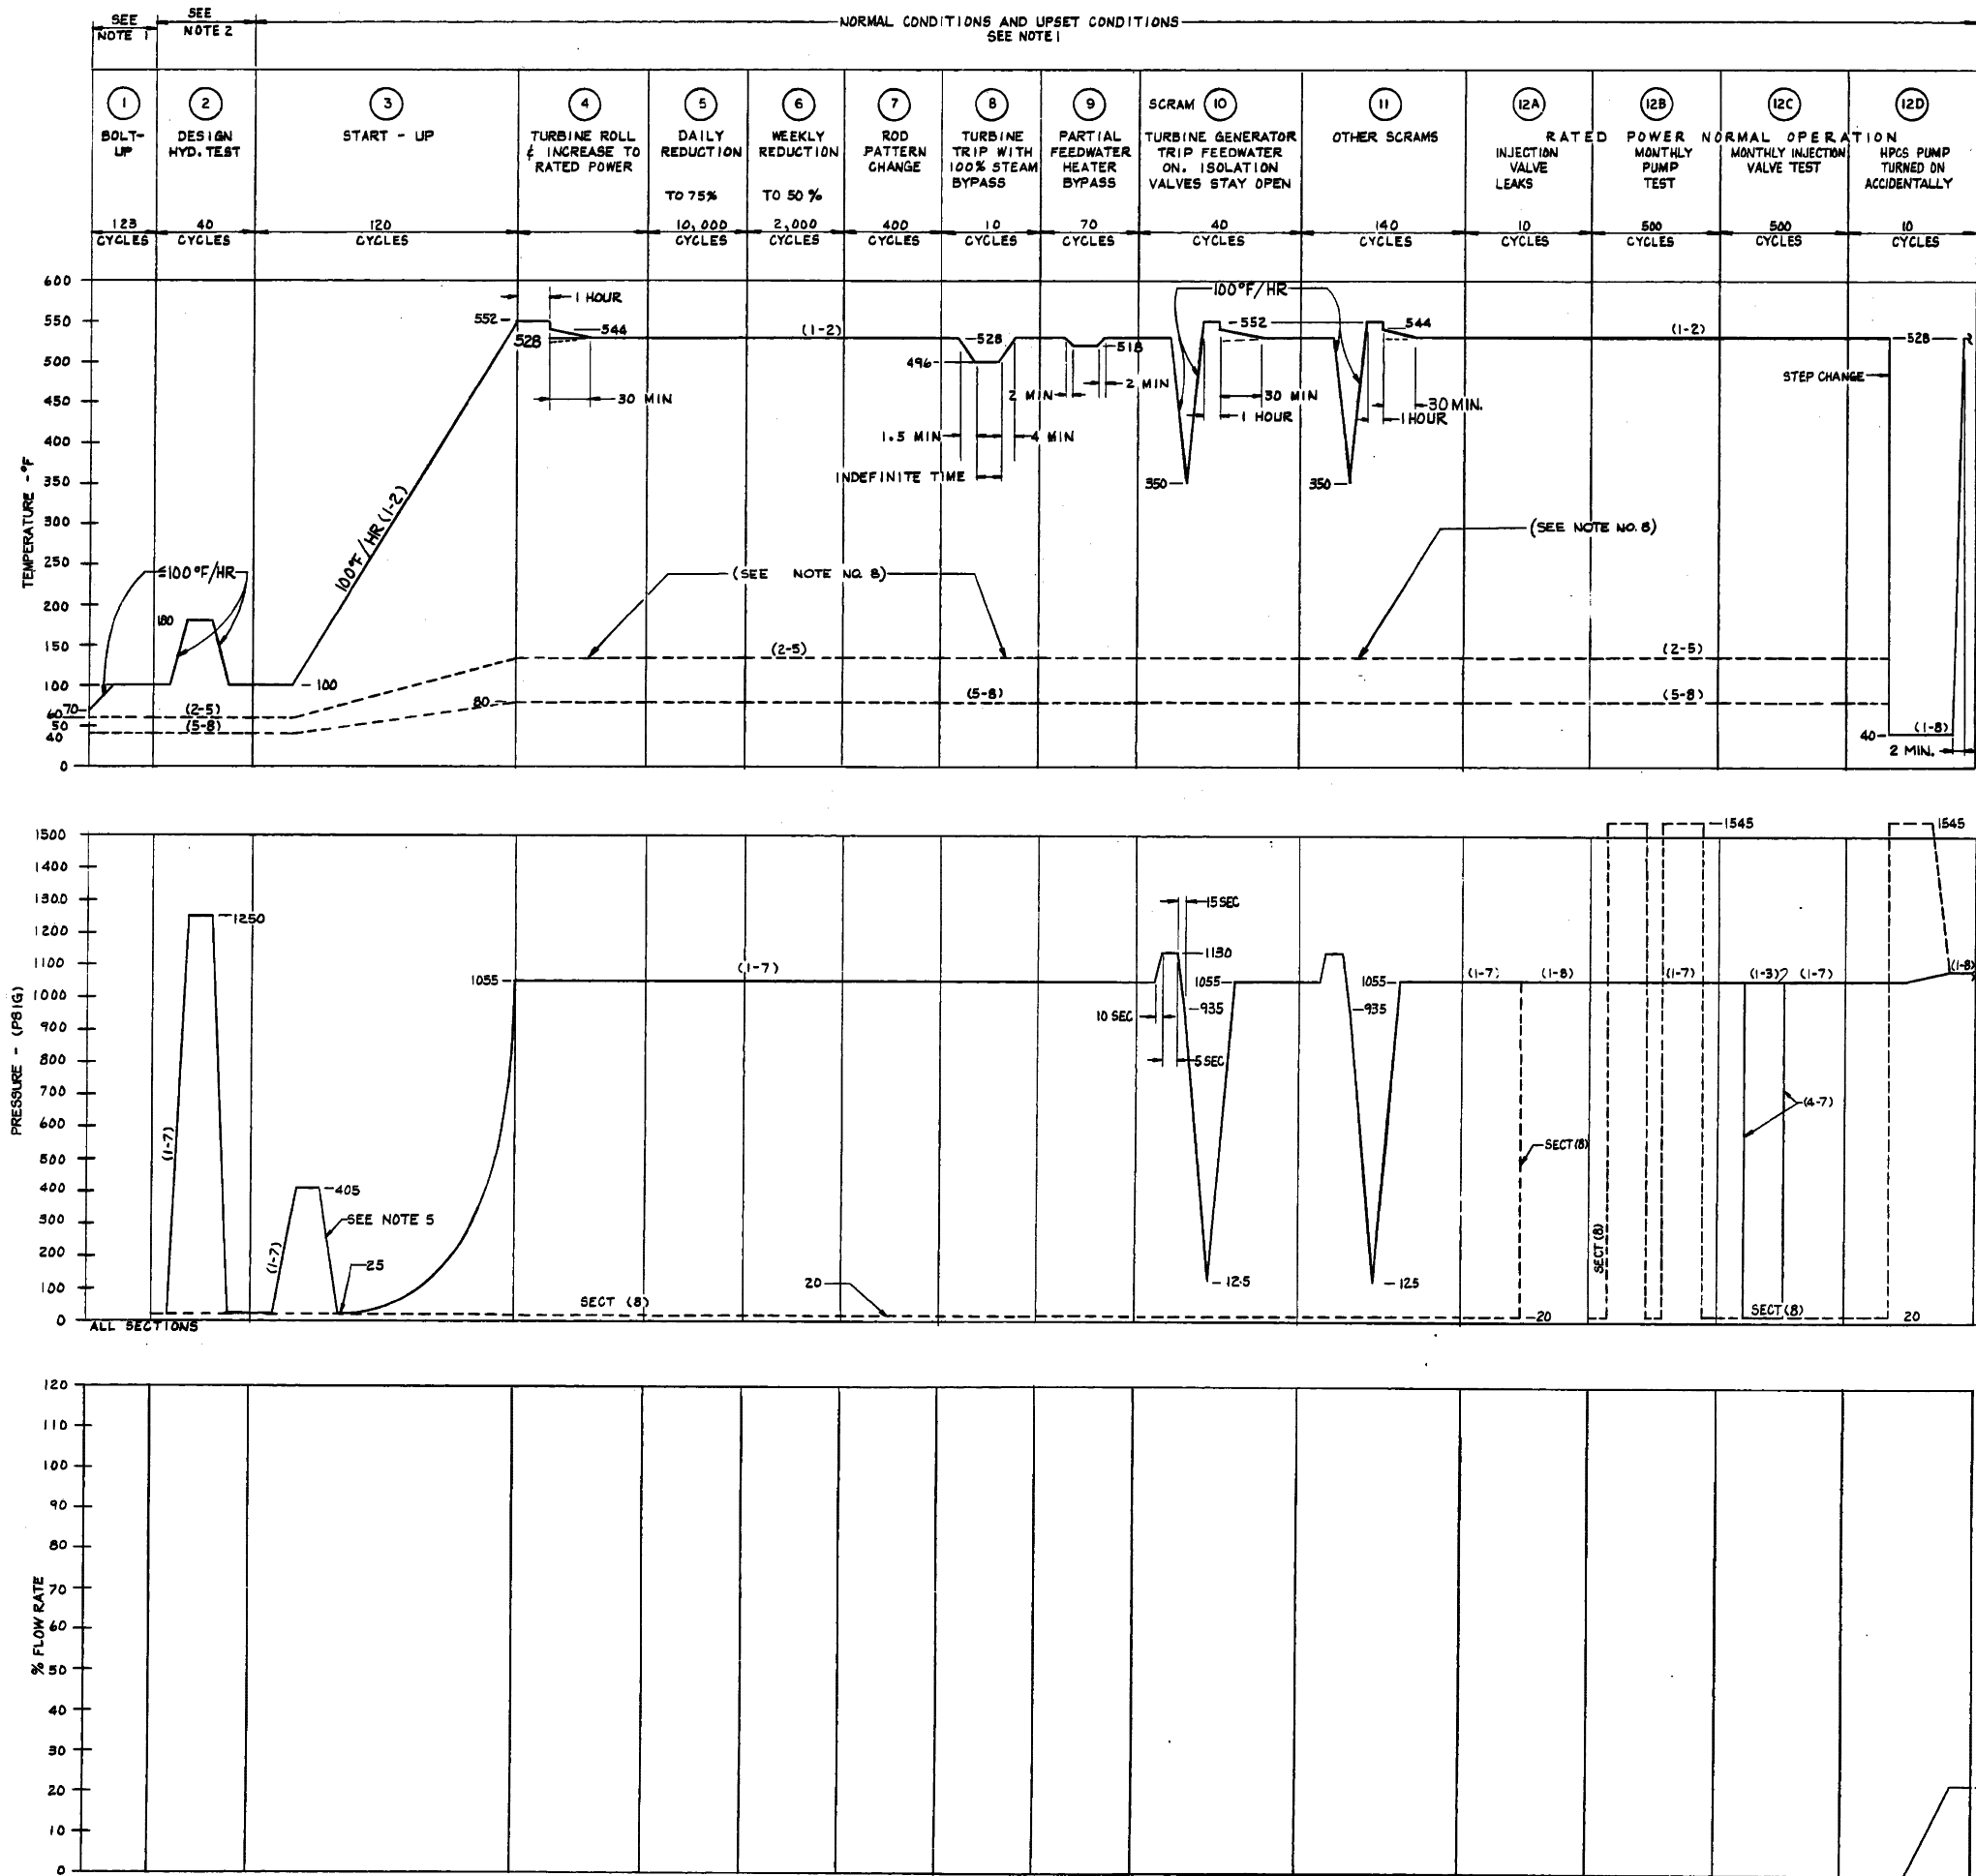 SEE
NOTE 1
SEE
NOTE 2
NORMAL CONDITIONS AND UPSET CONDITIONS
SEE NOTE 1
1
BOLT-
UP
123
CYCLES
2
DESIGN
HYD. TEST
40
CYCLES
3
START - UP
120
CYCLES
4
TURBINE ROLL
& INCREASE TO
RATED POWER
5
DAILY
REDUCTION
TO 75%
10,000
CYCLES
6
WEEKLY
REDUCTION
TO 50 %
2,000
CYCLES
7
ROD
PATTERN
CHANGE
400
CYCLES
8
TURBINE
TRIP WITH
100% STEAM
BYPASS
10
CYCLES
9
PARTIAL
FEEDWATER
HEATER
BYPASS
70
CYCLES
SCRAM 10
TURBINE GENERATOR
TRIP FEEDWATER
ON. ISOLATION
VALVES STAY OPEN
40
CYCLES
11
OTHER SCRAMS
140
CYCLES
RATED POWER NORMAL OPERATION
12A
INJECTION
VALVE
LEAKS
10
CYCLES
12B
MONTHLY
PUMP
TEST
500
CYCLES
12C
MONTHLY INJECTION
VALVE TEST
500
CYCLES
12D
HPCS PUMP
TURNED ON
ACCIDENTALLY
10
CYCLES
TEMPERATURE - °F
600
550
500
450
400
350
300
250
200
150
100
70
60
50
40
0
≤100°F/HR
180
(2-5)
(5-8)
100°F/HR (1-2)
100
552
528
1 HOUR
544
30 MIN
(1-2)
80
(SEE NOTE NO. 8)
(2-5)
(5-8)
528
496
1.5 MIN
4 MIN
INDEFINITE TIME
518
2 MIN
2 MIN
100°F/HR
552
30 MIN
1 HOUR
350
544
30 MIN.
1 HOUR
350
(SEE NOTE NO. 8)
(1-2)
(2-5)
(5-8)
528
STEP CHANGE
40
(1-8)
2 MIN.
PRESSURE - (PSIG)
1500
1400
1300
1200
1100
1000
900
800
700
600
500
400
300
200
100
0
ALL SECTIONS
(1-7)
1250
(1-7)
405
SEE NOTE 5
25
1055
(1-7)
SECT (8)
20
15 SEC
1130
1055
935
10 SEC
5 SEC
125
1055
935
125
(1-7)
(1-8)
SECT (8)
20
SECT (8)
1545
(1-7)
(1-3)
(1-7)
(4-7)
SECT (8)
1545
(1-8)
20
% FLOW RATE
120
110
100
90
80
70
60
50
40
30
20
10
0